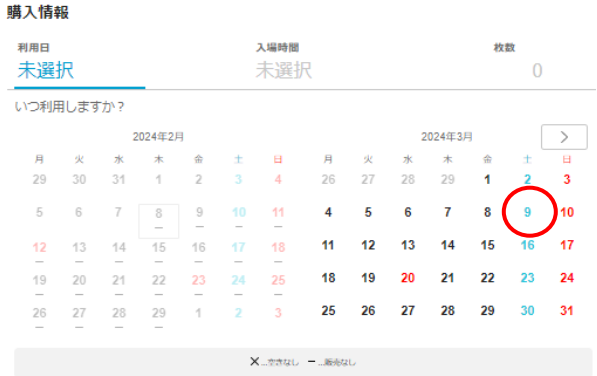 購入情報
利用日 入場時間 枚数
未選択 未選択 0
いつ利用しますか?
2024年2月
月 火 水 木 金 土 日
29 30 31 1 2 3 4
5 6 7 8 9 10 11
12 13 14 15 16 17 18
19 20 21 22 23 24 25
26 27 28 29 1 2 3
2024年3月
月 火 水 木 金 土 日
26 27 28 29 1 2 3
4 5 6 7 8 9 10
11 12 13 14 15 16 17
18 19 20 21 22 23 24
25 26 27 28 29 30 31
×...空きなし ー...販売なし